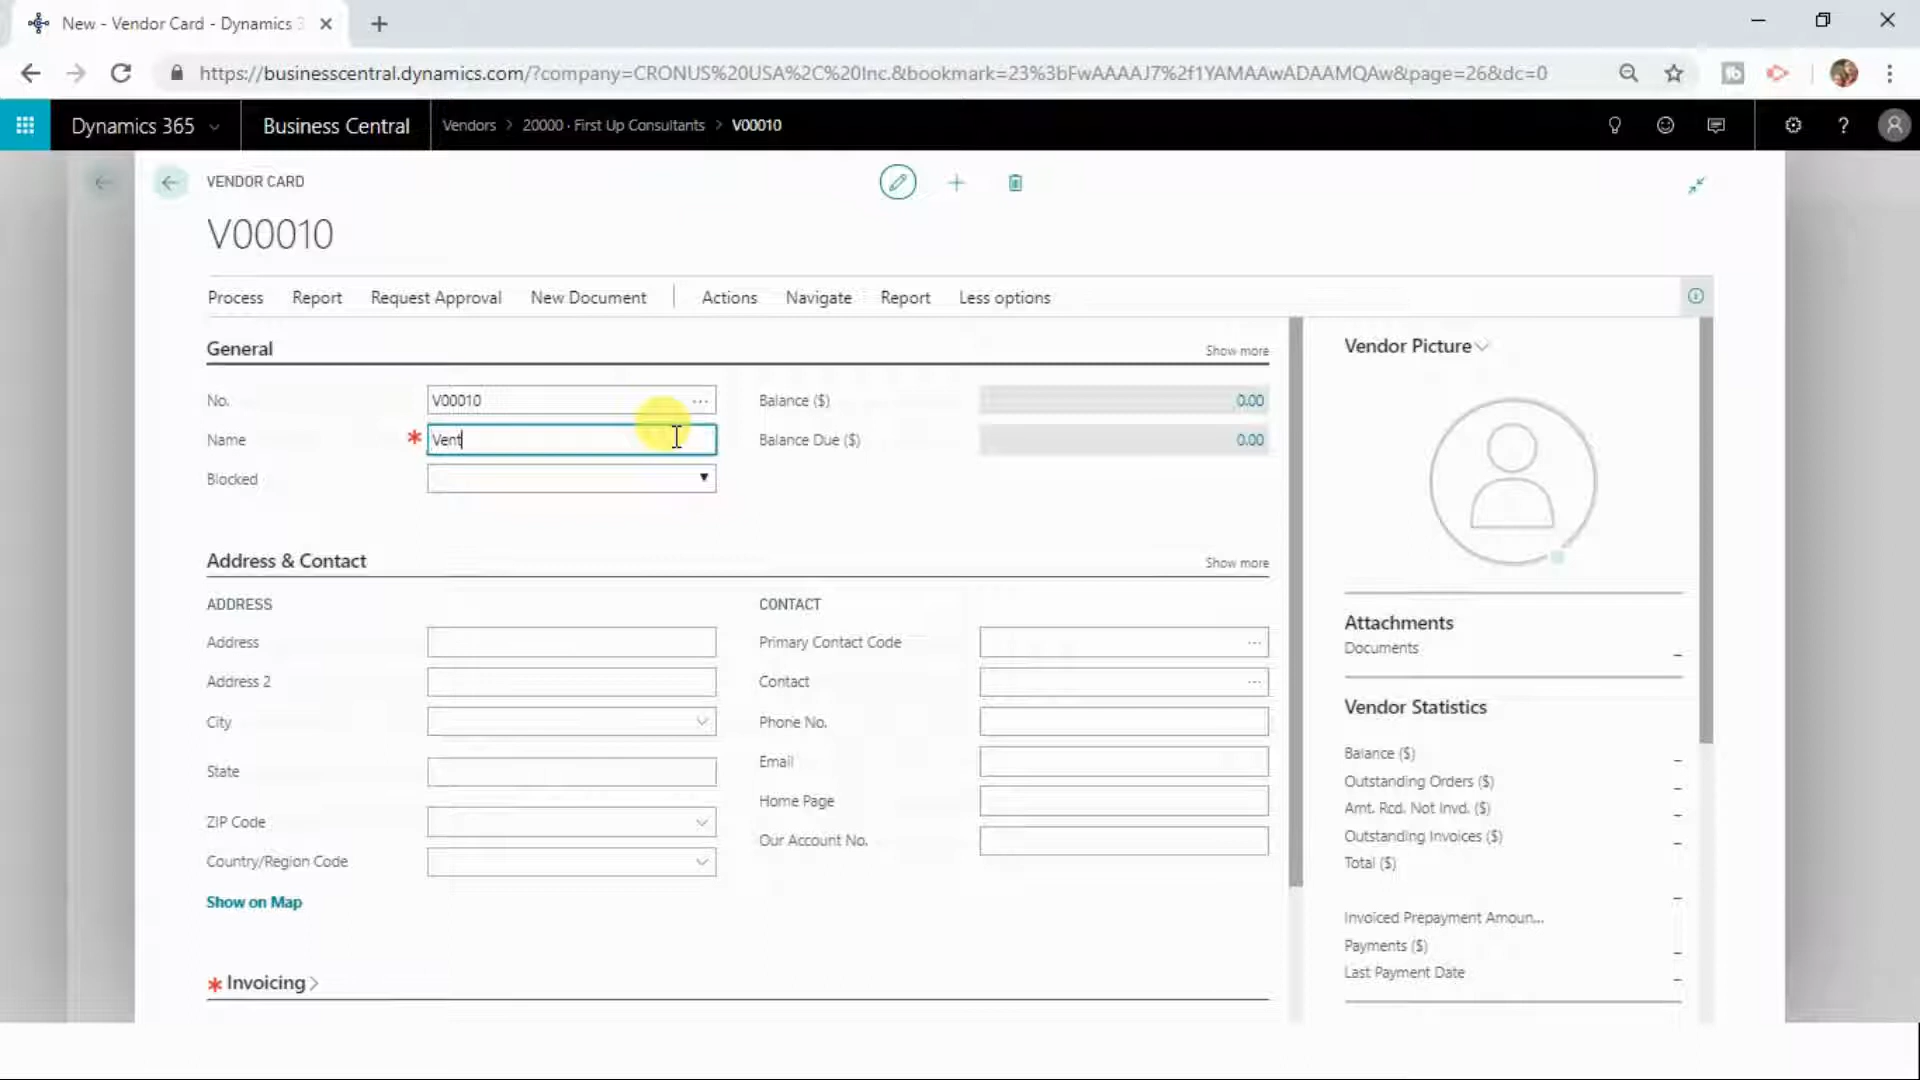 New - Vendor Card - Dynamics 3
https://businesscentral.dynamics.com/?company=CRONUS%20USA%2C%20Inc.&bookmark=23%3bFwAAAAJ7%2f1YAMAAwADAAMQAw&page=26&dc=0
Dynamics 365
Business Central
Vendors > 20000 · First Up Consultants > V00010
VENDOR CARD
V00010
Process Report Request Approval New Document Actions Navigate Report Less options
General Show more
No. V00010 ...
Balance ($) 0.00
Name * Vent
Balance Due ($) 0.00
Blocked
Address & Contact Show more
ADDRESS
Address
Address 2
City
State
ZIP Code
Country/Region Code
Show on Map
CONTACT
Primary Contact Code ...
Contact ...
Phone No.
Email
Home Page
Our Account No.
* Invoicing >
Vendor Picture
Attachments
Documents _
Vendor Statistics
Balance ($) _
Outstanding Orders ($) _
Amt. Rcd. Not Invd. ($) _
Outstanding Invoices ($) _
Total ($) _
Invoiced Prepayment Amoun... _
Payments ($) _
Last Payment Date _